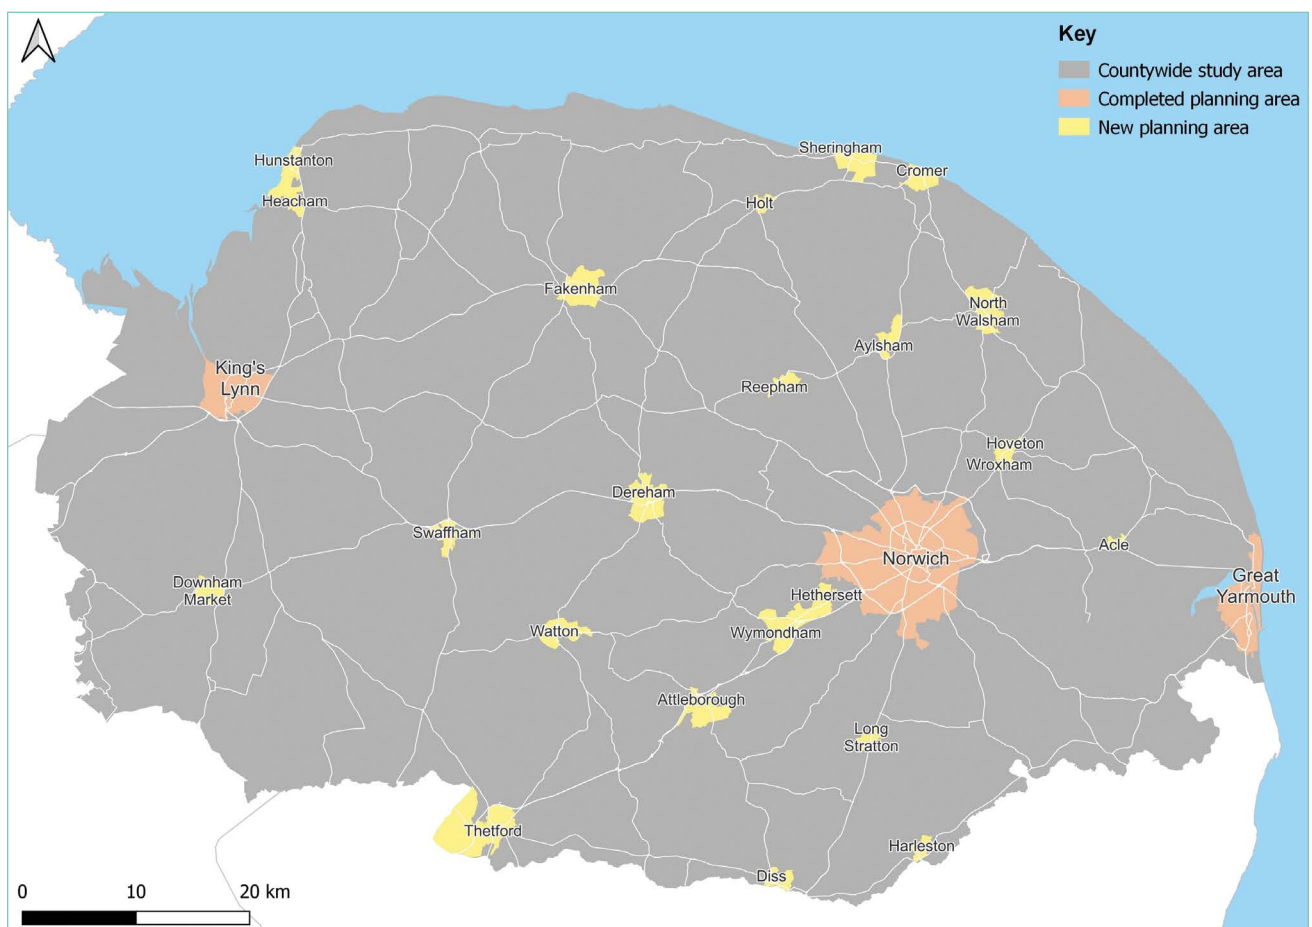 Key
Countywide study area
Completed planning area
New planning area
Sheringham
Hunstanton
Cromer
Heacham
Holt
Fakenham
North
Walsham
Aylsham
King's
Lynn
Reepham
Hoveton
Wroxham
Dereham
Swaffham
Acle
Norwich
Downham
Market
Great
Yarmouth
Hethersett
Watton
Wymondham
Attleborough
Long
Stratton
Thetford
Harleston
Diss
0 10 20 km